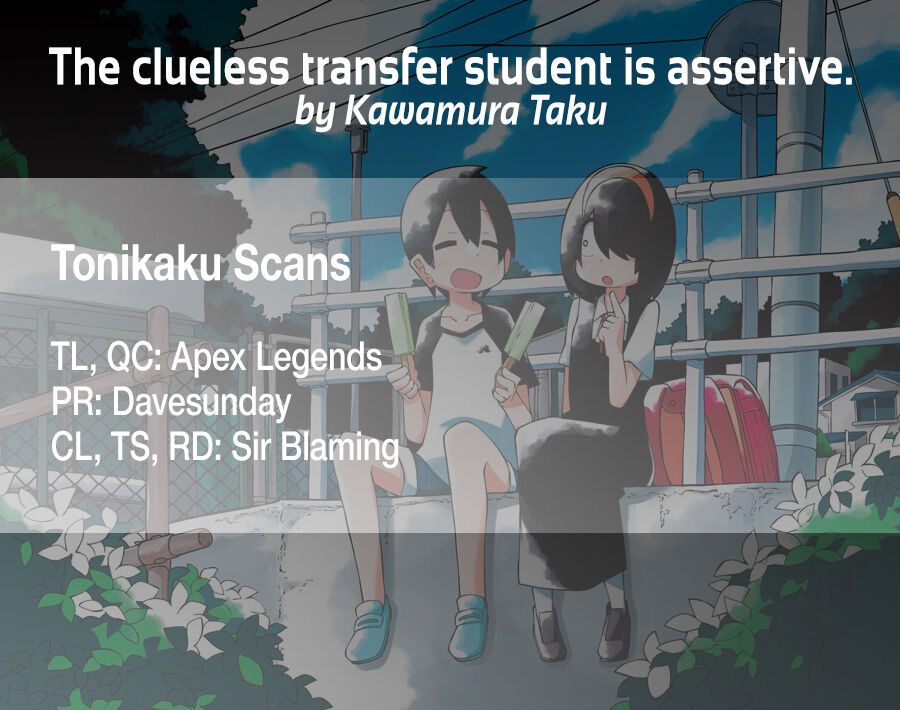 The clueless transfer student is assertive.
by Kawamura Taku
Tonikaku Scans
TL, QC: Apex Legends
PR: Davesunday
CL, TS, RD: Sir Blaming